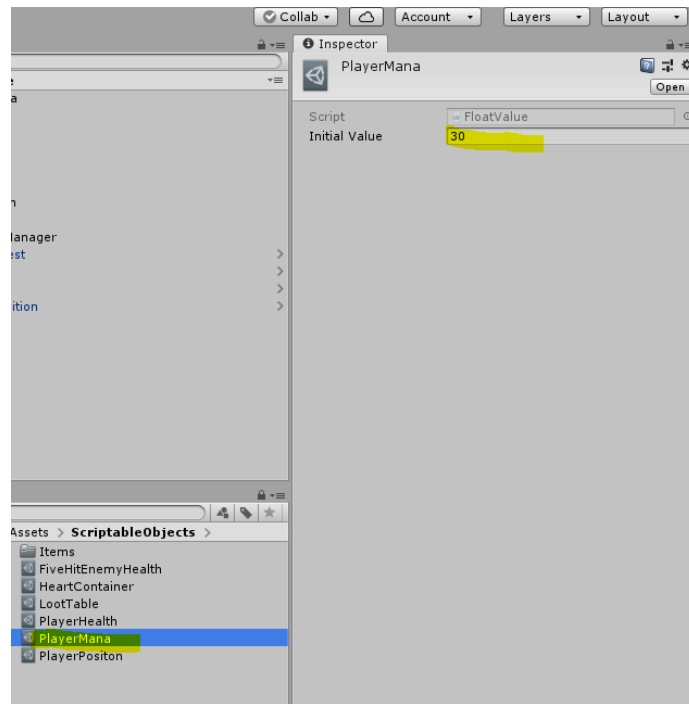 Collab
Account
Layers
Layout
Inspector
PlayerMana
Open
Script FloatValue
Initial Value 30
anager
est
ition
Assets > ScriptableObjects >
Items
FiveHitEnemyHealth
HeartContainer
LootTable
PlayerHealth
PlayerMana
PlayerPositon